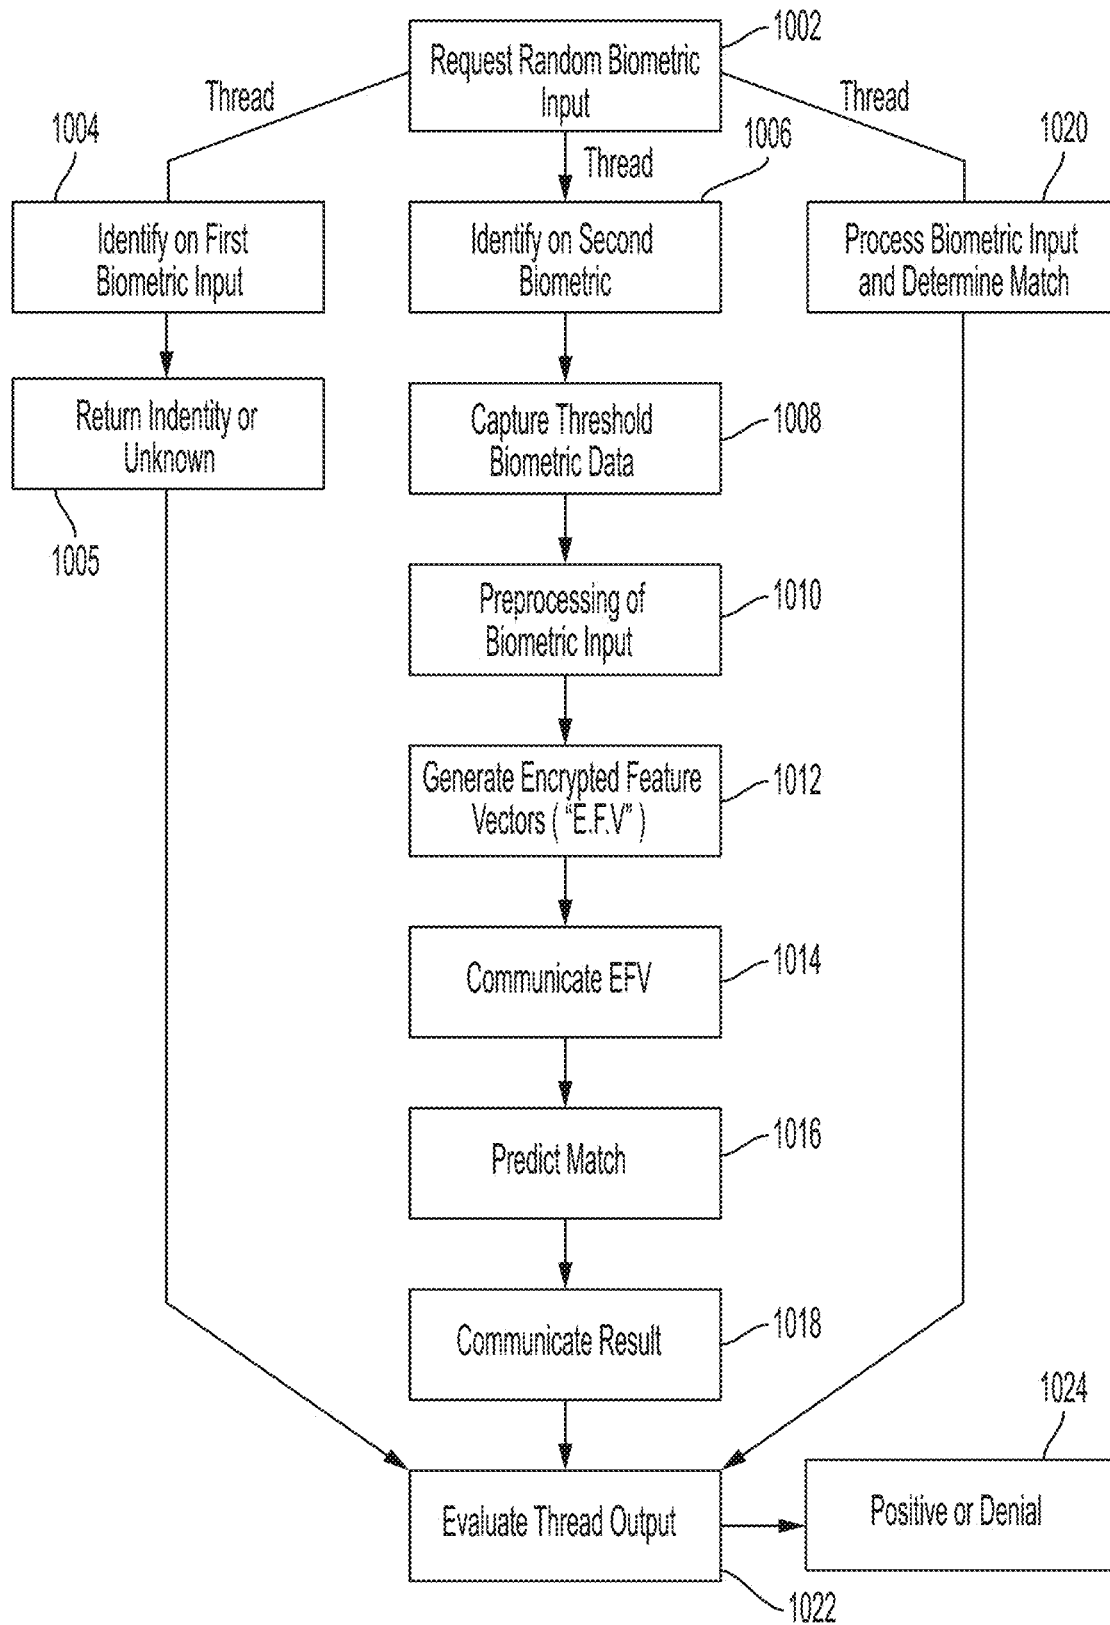 1002
Request Random Biometric
Input
Thread
Thread
Thread
1004
1006
1020
Identify on First
Biometric Input
Identify on Second
Biometric
Process Biometric Input
and Determine Match
Return Indentity or
Unknown
1005
Capture Threshold
Biometric Data
1008
Preprocessing of
Biometric Input
1010
Generate Encrypted Feature
Vectors ( “E.F.V” )
1012
Communicate EFV
1014
Predict Match
1016
Communicate Result
1018
Evaluate Thread Output
1022
1024
Positive or Denial